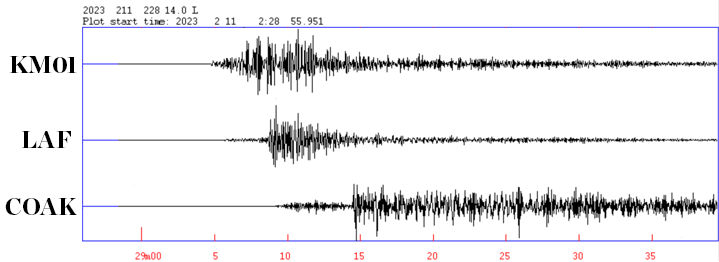 2023  211  228 14.0 L
Plot start time: 2023   2 11    2:28  55.951
KM01
LAF
COAK
29m00 5 10 15 20 25 30 35